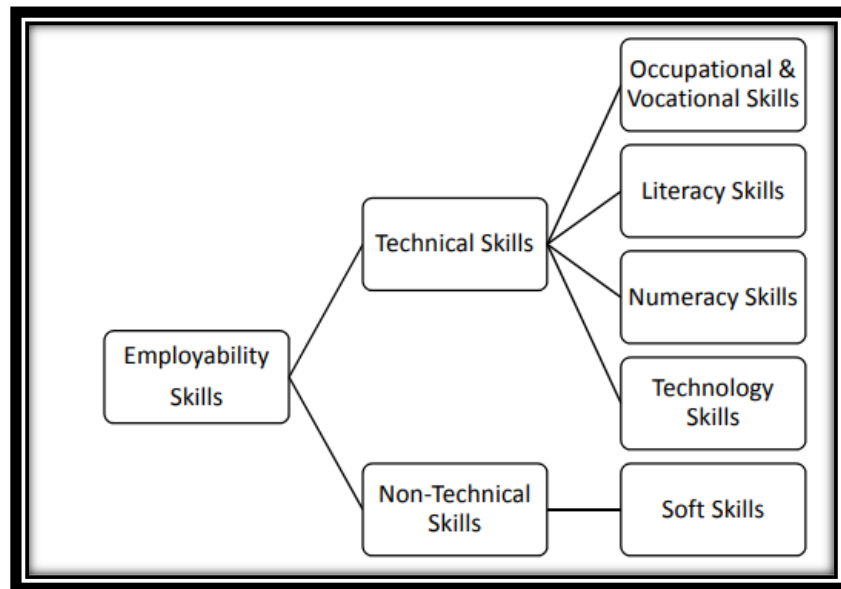 Occupational &
Vocational Skills
Literacy Skills
Technical Skills
Numeracy Skills
Employability
Skills
Technology
Skills
Non-Technical
Skills
Soft Skills